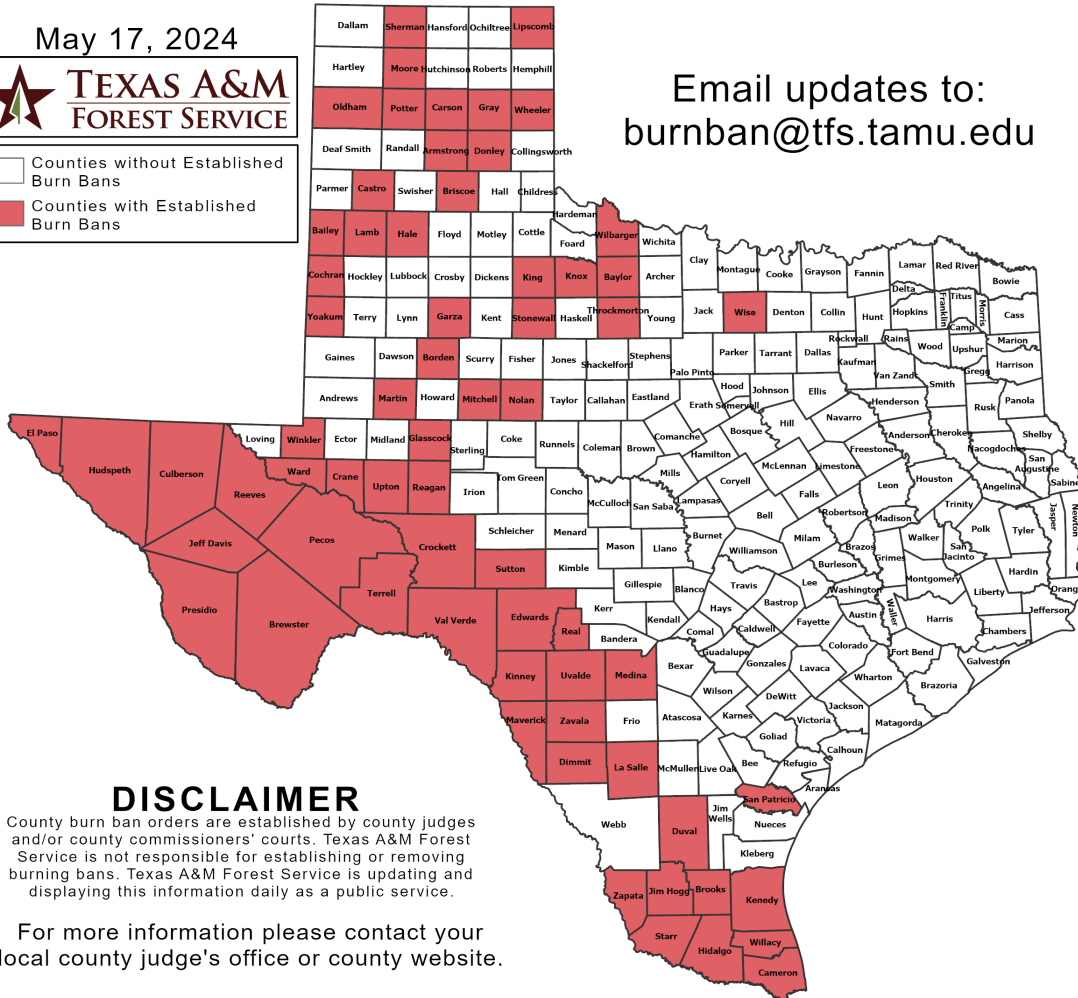 May 17, 2024
TEXAS A&M
FOREST SERVICE
Counties without Established
Burn Bans
Counties with Established
Burn Bans
Email updates to:
burnban@tfs.tamu.edu
Dallam Sherman Hansford Ochiltree Lipscomb
Hartley Moore Hutchinson Roberts Hemphill
Oldham Potter Carson Gray Wheeler
Deaf Smith Randall Armstrong Donley Collingsworth
Parmer Castro Swisher Briscoe Hall Childress
Hardeman
Bailey Lamb Hale Floyd Motley Cottle Foard Wilbarger Wichita
Clay Montague Cooke Grayson Fannin Lamar Red River Bowie
Cochran Hockley Lubbock Crosby Dickens King Knox Baylor Archer
Delta Franklin Titus Morris Cass
Yoakum Terry Lynn Garza Kent Stonewall Haskell Throckmorton Young Jack Wise Denton Collin Hunt Hopkins
Camp
Rockwall Rains Wood Upshur Marion
Gaines Dawson Borden Scurry Fisher Jones Shackelford Stephens Palo Pinto Parker Tarrant Dallas Kaufman Van Zandt Gregg Harrison
Andrews Martin Howard Mitchell Nolan Taylor Callahan Eastland Erath Hood Somervell Johnson Ellis Henderson Smith Rusk Panola
El Paso Loving Winkler Ector Midland Glasscock Sterling Coke Runnels Coleman Brown Comanche Bosque Hill Navarro Anderson Cherokee Nacogdoches Shelby
Hudspeth Culberson Reeves Ward Crane Upton Reagan Irion Tom Green Concho McCulloch San Saba Mills Hamilton Lampasas Coryell McLennan Limestone Freestone Leon Houston Angelina San
Augustine Sabine
Falls Robertson Madison Trinity Polk Tyler Jasper Newton
Jeff Davis Pecos Crockett Schleicher Menard Mason Llano Burnet Bell Milam Brazos Grimes Walker San
Jacinto Hardin
Presidio Brewster Terrell Sutton Kimble Gillespie Blanco Williamson Travis Lee Burleson Washington Montgomery Liberty Orang
Val Verde Edwards Real Kerr Kendall Bandera Hays Comal Caldwell Bastrop Fayette Austin Waller Harris Chambers Jefferson
Kinney Uvalde Medina Bexar Guadalupe Gonzales Lavaca Colorado Fort Bend Galveston
Maverick Zavala Frio Atascosa Wilson Karnes DeWitt Victoria Jackson Wharton Brazoria Matagorda
Dimmit La Salle McMullen Live Oak Bee Goliad Refugio Calhoun Aransas
Webb Duval Jim
Wells San Patricio Nueces
Kleberg
Zapata Jim Hogg Brooks Kenedy
Starr Hidalgo Willacy
Cameron
DISCLAIMER
County burn ban orders are established by county judges
and/or county commissioners' courts. Texas A&M Forest
Service is not responsible for establishing or removing
burning bans. Texas A&M Forest Service is updating and
displaying this information daily as a public service.
For more information please contact your
local county judge's office or county website.